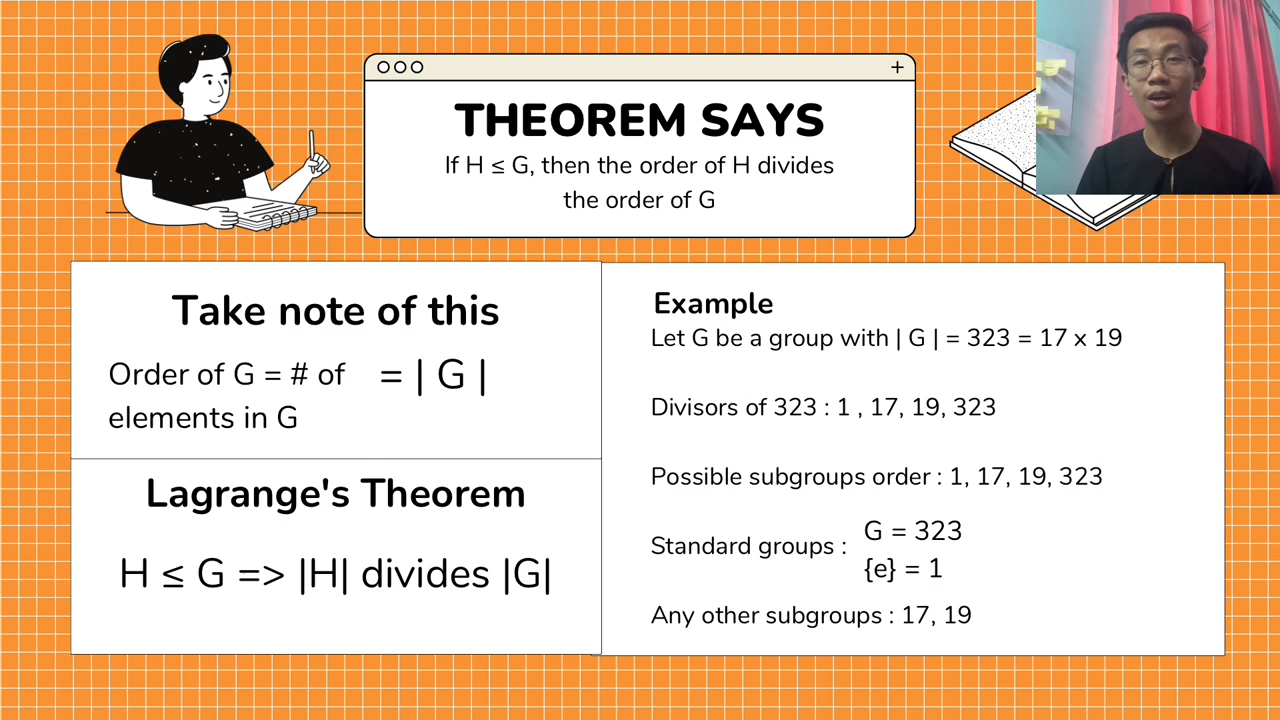 THEOREM SAYS
If H ≤ G, then the order of H divides
the order of G
Take note of this
Order of G = # of = | G |
elements in G
Lagrange's Theorem
H ≤ G => |H| divides |G|
Example
Let G be a group with | G | = 323 = 17 x 19
Divisors of 323 : 1 , 17, 19, 323
Possible subgroups order : 1, 17, 19, 323
Standard groups :
G = 323
{e} = 1
Any other subgroups : 17, 19